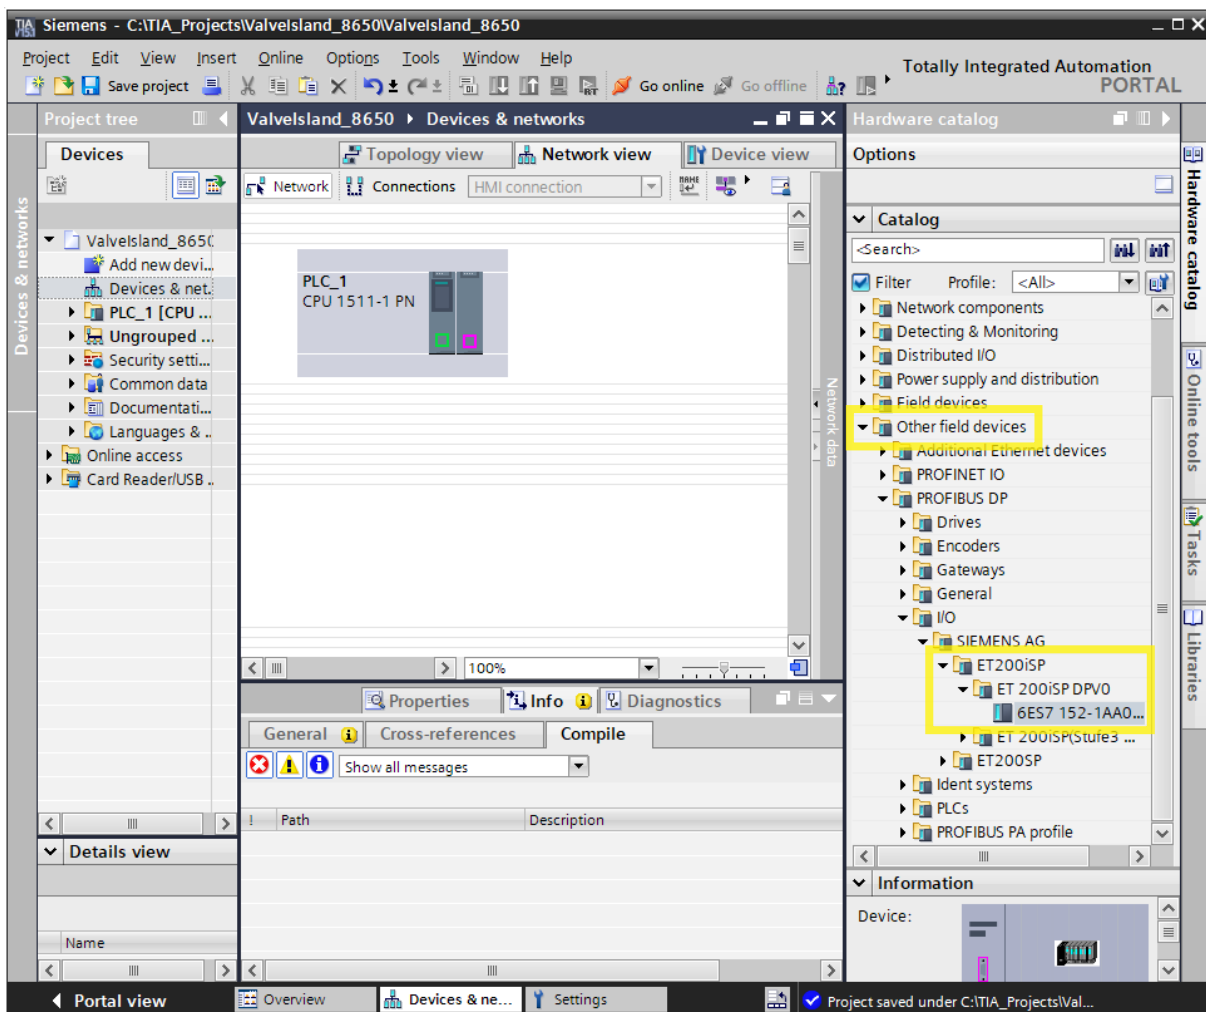 Siemens - C:\TIA_Projects\ValveIsland_8650\ValveIsland_8650
Project Edit View Insert Online Options Tools Window Help
Save project Go online Go offline
Totally Integrated Automation
PORTAL
Project tree
Devices
Devices & networks
ValveIsland_865(
Add new devi...
Devices & net.
PLC_1 [CPU ...
Ungrouped ...
Security setti...
Common data
Documentati...
Languages & ..
Online access
Card Reader/USB ..
Details view
Name
ValveIsland_8650 Devices & networks
Topology view Network view Device view
Network Connections HMI connection
PLC_1
CPU 1511-1 PN
Network data
100%
Properties Info Diagnostics
General Cross-references Compile
Show all messages
! Path Description
Hardware catalog
Options
Catalog
<Search>
Filter Profile: <All>
Network components
Detecting & Monitoring
Distributed I/O
Power supply and distribution
Field devices
Other field devices
Additional Ethernet devices
PROFINET IO
PROFIBUS DP
Drives
Encoders
Gateways
General
I/O
SIEMENS AG
ET200iSP
ET 200iSP DPV0
6ES7 152-1AA0...
ET 200iSP(Stufe3 ...
ET200SP
Ident systems
PLCs
PROFIBUS PA profile
Information
Device:
Hardware catalog
Online tools
Tasks
Libraries
Portal view Overview Devices & ne... Settings Project saved under C:\TIA_Projects\Val...